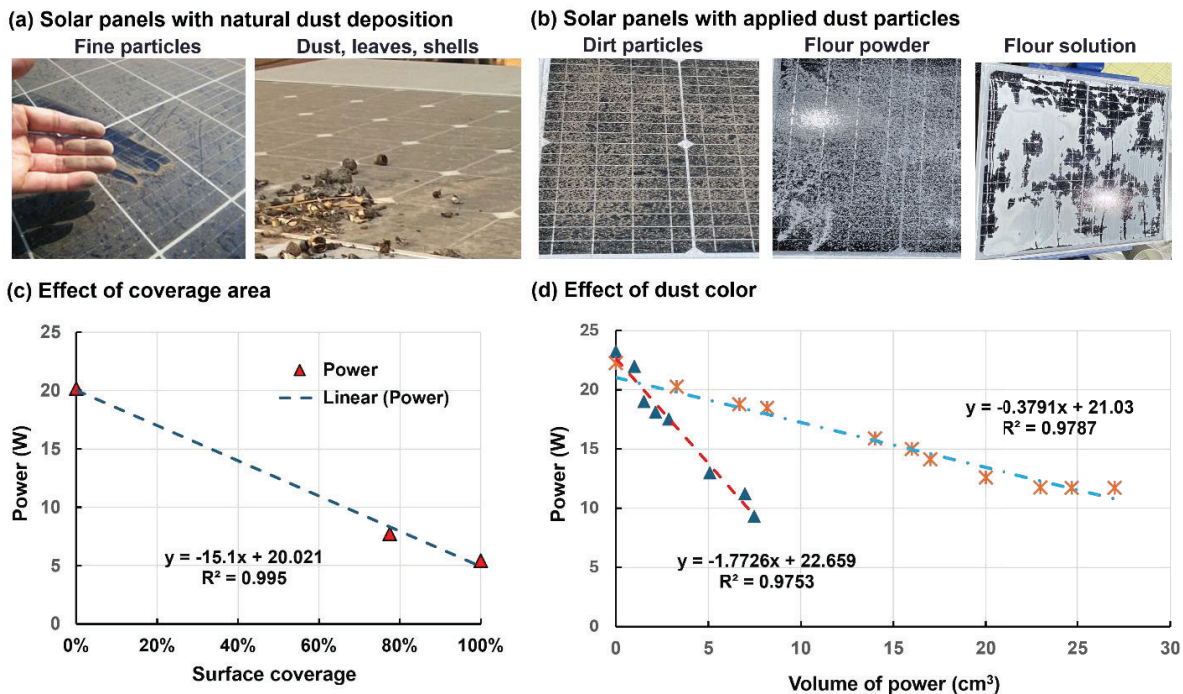 (a) Solar panels with natural dust deposition
Fine particles
Dust, leaves, shells
(b) Solar panels with applied dust particles
Dirt particles
Flour powder
Flour solution
(c) Effect of coverage area
25
20
15
10
5
0
Power (W)
Power
Linear (Power)
y = -15.1x + 20.021
R² = 0.995
0%
20%
40%
60%
80%
100%
Surface coverage
(d) Effect of dust color
25
20
15
10
5
0
Power (W)
y = -0.3791x + 21.03
R² = 0.9787
y = -1.7726x + 22.659
R² = 0.9753
0
5
10
15
20
25
30
Volume of power (cm³)